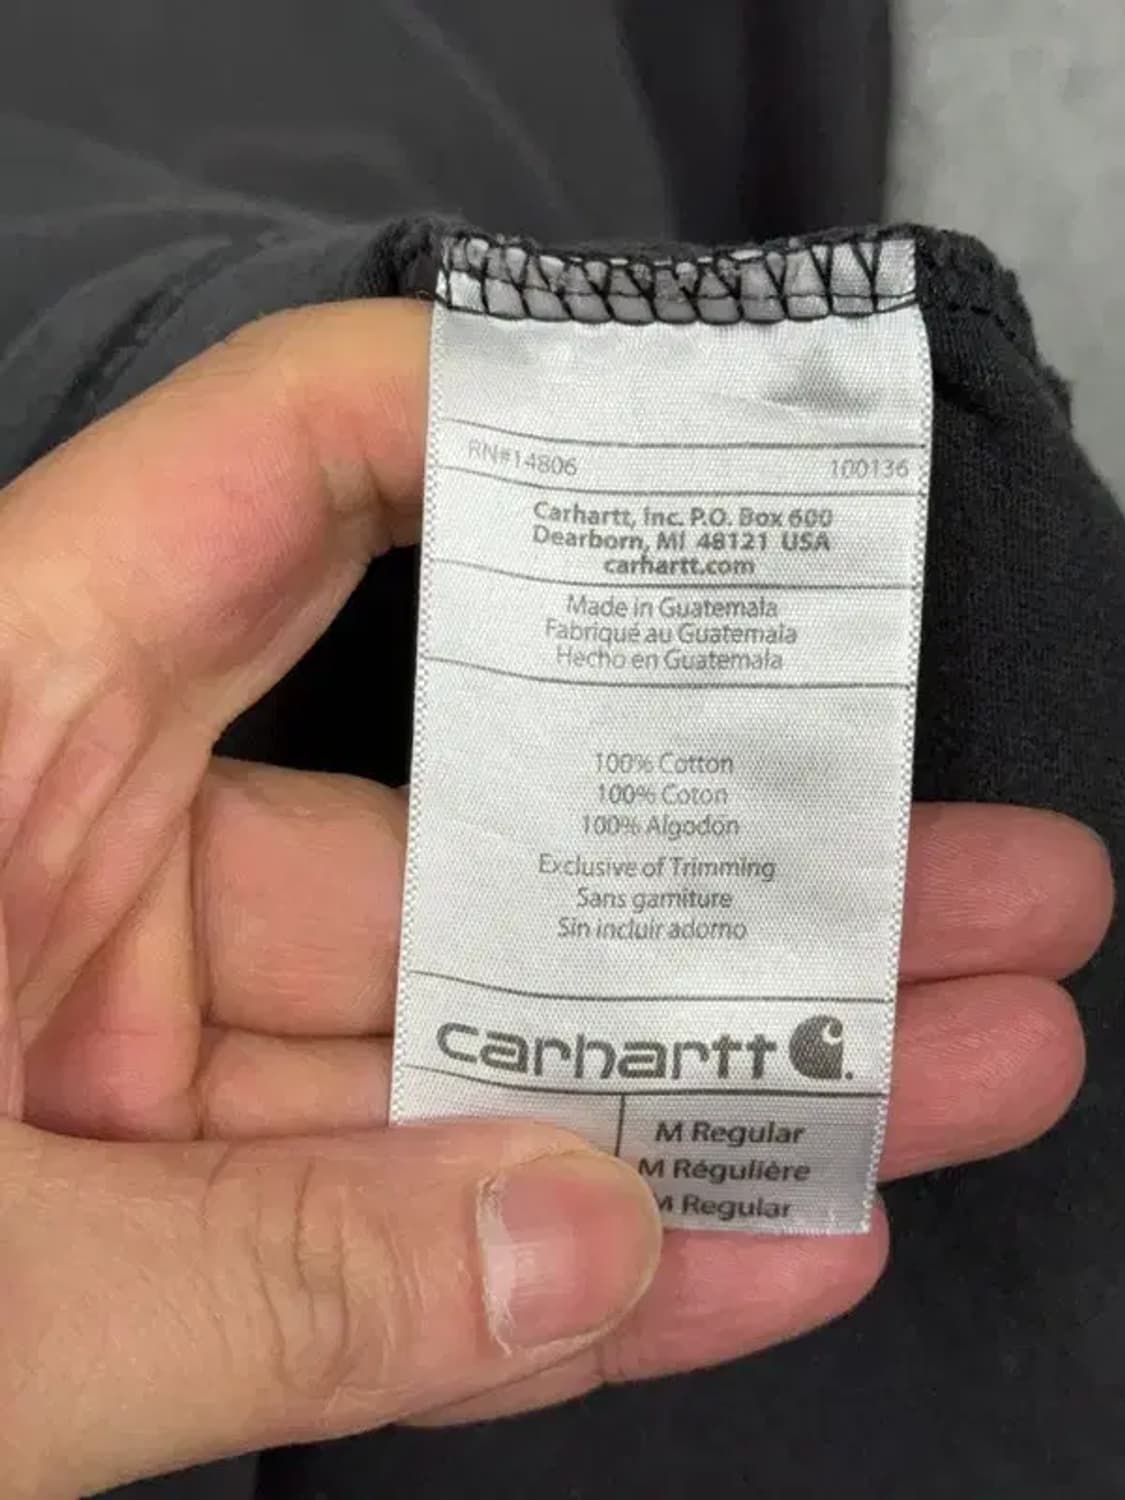 RN#14806 100136
Carhartt, Inc. P.O. Box 600
Dearborn, MI 48121 USA
carhartt.com
Made in Guatemala
Fabriqué au Guatemala
Hecho en Guatemala
100% Cotton
100% Coton
100% Algodón
Exclusive of Trimming
Sans garniture
Sin incluir adorno
carhartt
M Regular
M Régulière
M Regular